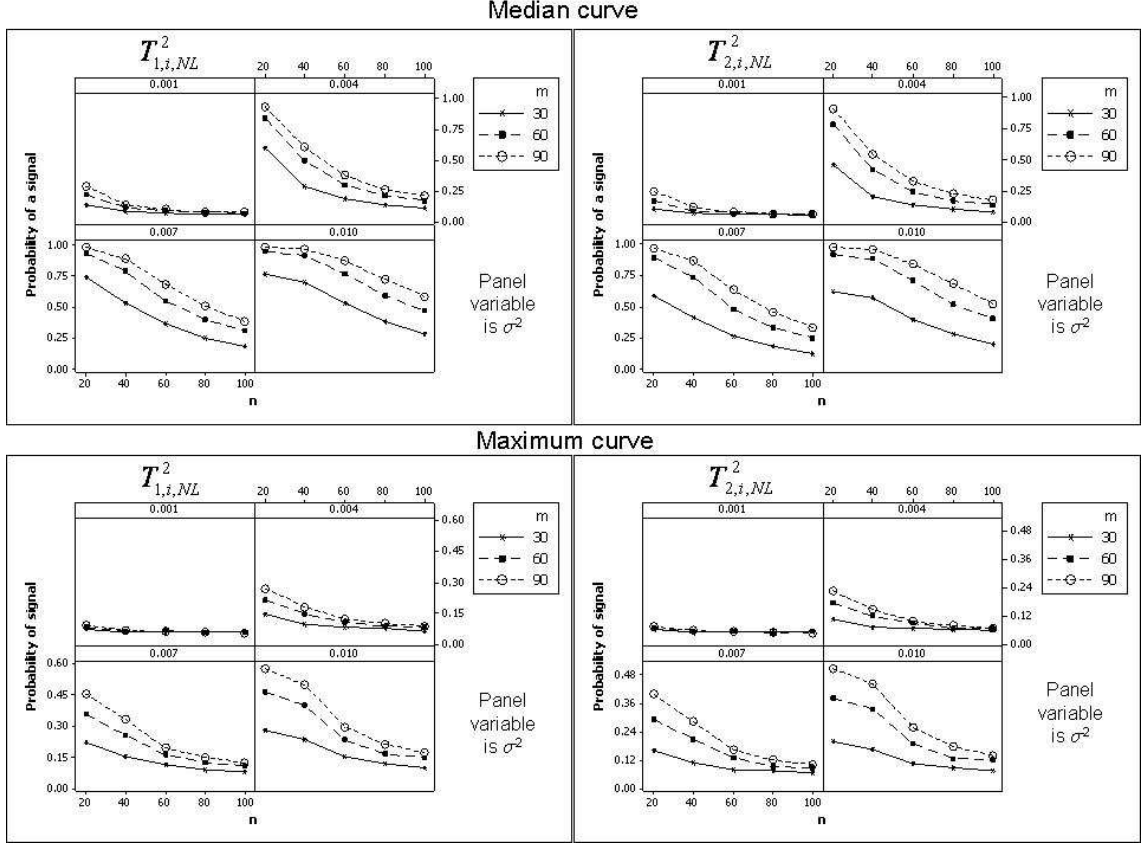 Median curve
T²₁,i,NL
20 40 60 80 100
0.001 0.004
m
30
60
90
1.00
0.75
0.50
0.25
0.00
0.007 0.010
1.00
0.75
0.50
0.25
0.00
Probability of a signal
Panel
variable
is σ²
20 40 60 80 100
n
T²₂,i,NL
20 40 60 80 100
0.001 0.004
m
30
60
90
1.00
0.75
0.50
0.25
0.00
0.007 0.010
1.00
0.75
0.50
0.25
0.00
Probability of a signal
Panel
variable
is σ²
20 40 60 80 100
n
Maximum curve
T²₁,i,NL
20 40 60 80 100
0.001 0.004
m
30
60
90
0.60
0.45
0.30
0.15
0.00
0.007 0.010
0.60
0.45
0.30
0.15
0.00
Probability of signal
Panel
variable
is σ²
20 40 60 80 100
n
T²₂,i,NL
20 40 60 80 100
0.001 0.004
m
30
60
90
0.48
0.36
0.24
0.12
0.00
0.007 0.010
0.48
0.36
0.24
0.12
0.00
Probability of signal
Panel
variable
is σ²
20 40 60 80 100
n